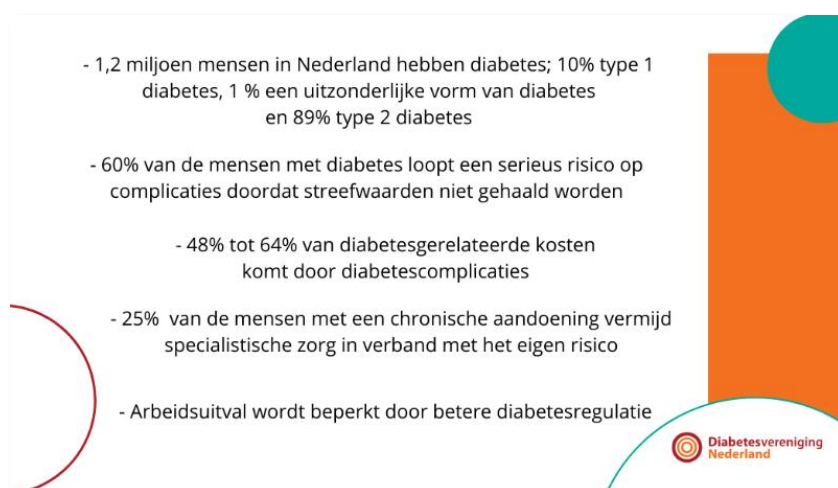 - 1,2 miljoen mensen in Nederland hebben diabetes; 10% type 1
diabetes, 1 % een uitzonderlijke vorm van diabetes
en 89% type 2 diabetes
- 60% van de mensen met diabetes loopt een serieus risico op
complicaties doordat streefwaarden niet gehaald worden
- 48% tot 64% van diabetesgerelateerde kosten
komt door diabetescomplicaties
- 25%  van de mensen met een chronische aandoening vermijd
specialistische zorg in verband met het eigen risico
- Arbeidsuitval wordt beperkt door betere diabetesregulatie
Diabetesvereniging
Nederland